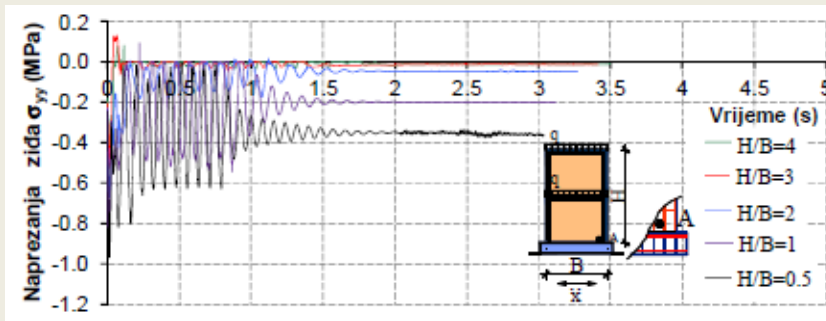 Naprezanja ziđa σyy (MPa)
0.2
0.0
-0.2
-0.4
-0.6
-0.8
-1.0
-1.2
0 0.5 1 1.5 2 2.5 3 3.5 4 4.5 5
Vrijeme (s)
H/B=4
H/B=3
H/B=2
H/B=1
H/B=0.5
q
q
H
A
B
x
A